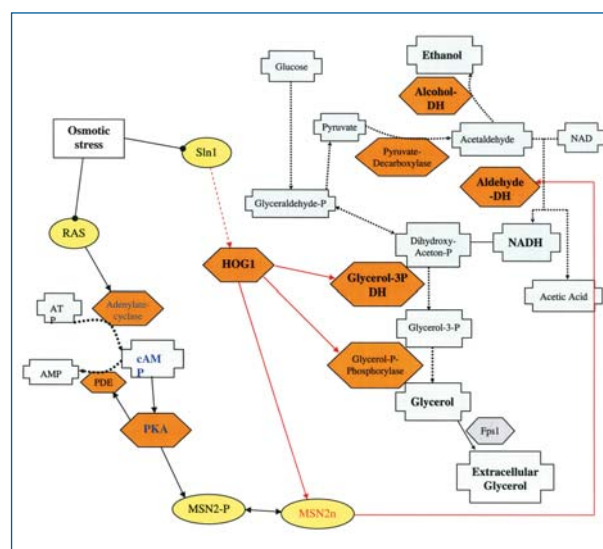 Ethanol
Glucose
Alcohol-
DH
Osmotic
stress
Pyruvate
Acetaldehyde
NAD
Sln1
Pyruvate-
Decarboxylase
Aldehyde
-DH
Glyceraldehyde-P
RAS
Dihydroxy-
Aceton-P
NADH
HOG1
Glycerol-3P
DH
Acetic Acid
Adenylate-
cyclase
AT
P
Glycerol-3-P
cAM
P
AMP
PDE
Glycerol-P-
Phosphorylase
Glycerol
PKA
Fps1
Extracellular
Glycerol
MSN2-P
MSN2n